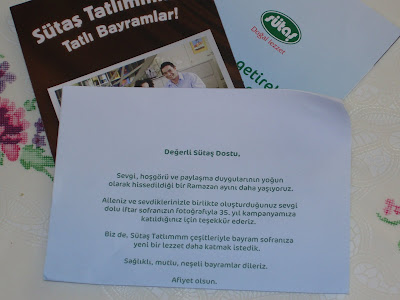 Sütaş Tatlımmm
Tatlı Bayramlar!
sütaş
Doğal lezzet
getire
Değerli Sütaş Dostu,
Sevgi, hoşgörü ve paylaşma duygularının yoğun
olarak hissedildiği bir Ramazan ayını daha yaşıyoruz.
Aileniz ve sevdiklerinizle birlikte oluşturduğunuz sevgi
dolu iftar sofranızın fotoğrafıyla 35. yıl kampanyamıza
katıldığınız için teşekkür ederiz.
Biz de, Sütaş Tatlımmm çeşitleriyle bayram sofranıza
yeni bir lezzet daha katmak istedik.
Sağlıklı, mutlu, neşeli bayramlar dileriz.
Afiyet olsun.